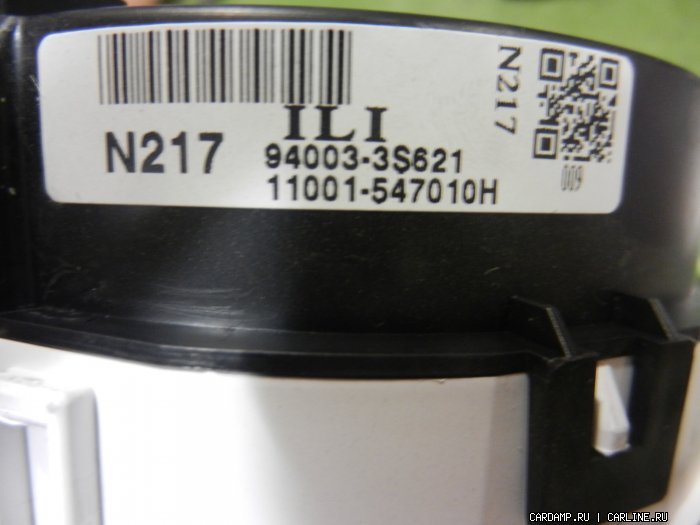 ILI
N217
94003-3S621
11001-547010H
N217
009
CARDAMP.RU | CARLINE.RU